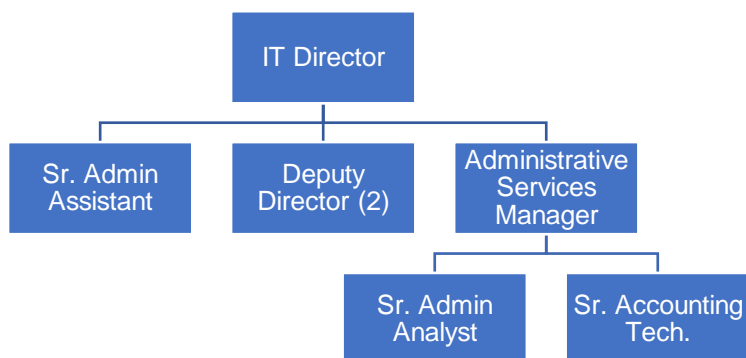 IT Director
Sr. Admin
Assistant
Deputy
Director (2)
Administrative
Services
Manager
Sr. Admin
Analyst
Sr. Accounting
Tech.